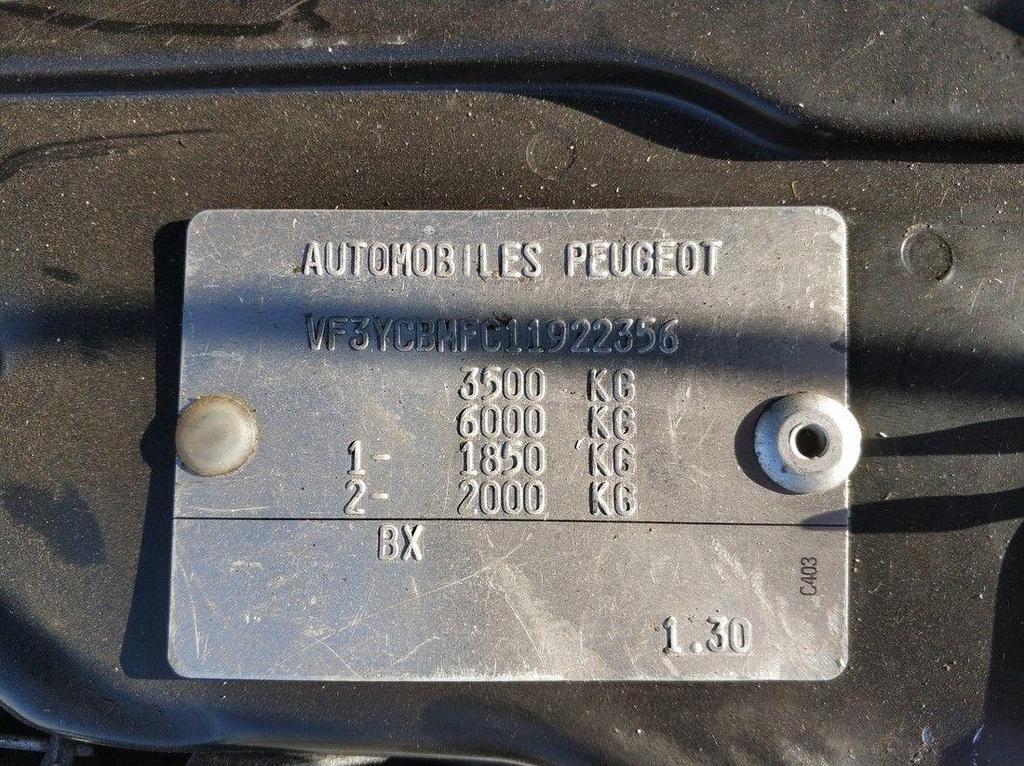 AUTOMOBILES PEUGEOT
VF3YCBMFC11922356
3500 KG
6000 KG
1- 1850 KG
2- 2000 KG
BX
C403
1.30